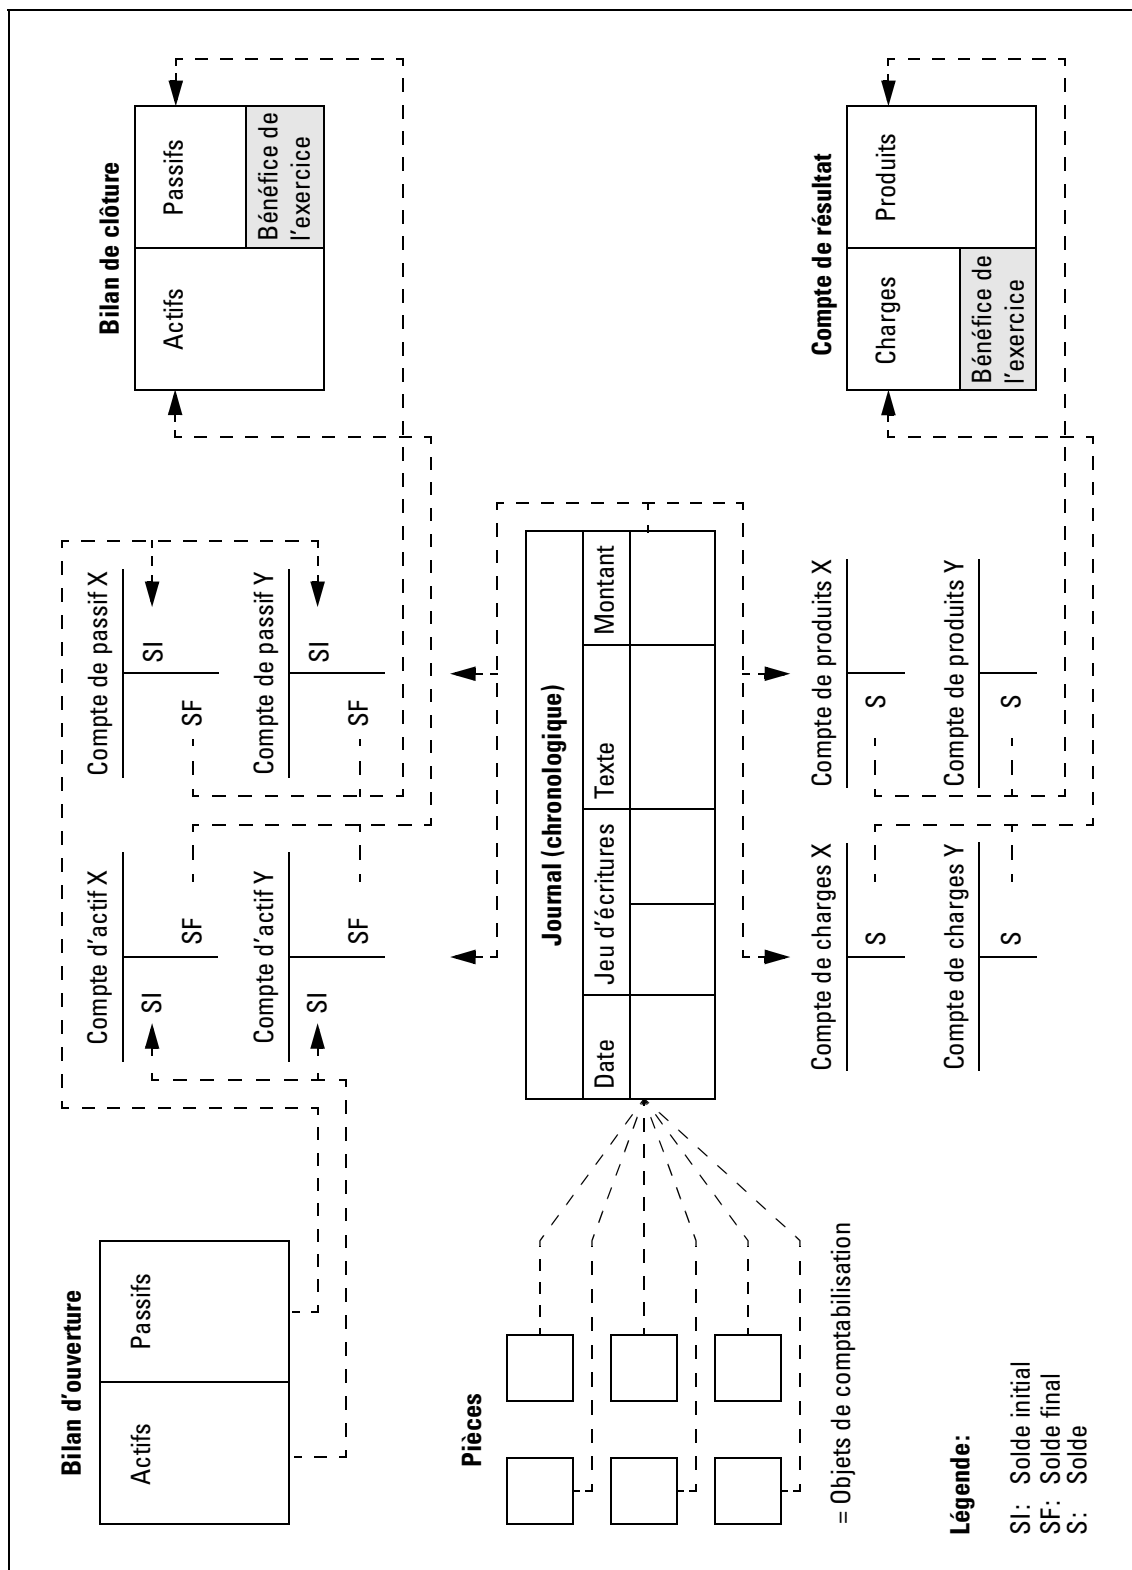 Bilan d'ouverture
Actifs
Passifs
Compte d'actif X
SI
SF
Compte d'actif Y
SI
SF
Compte de passif X
SF
SI
Compte de passif Y
SF
SI
Bilan de clôture
Actifs
Passifs
Bénéfice de
l'exercice
Pièces
= Objets de comptabilisation
Journal (chronologique)
Date
Jeu d'écritures
Texte
Montant
Compte de charges X
S
Compte de charges Y
S
Compte de produits X
S
Compte de produits Y
S
Compte de résultat
Charges
Produits
Bénéfice de
l'exercice
Légende:
SI: Solde initial
SF: Solde final
S: Solde